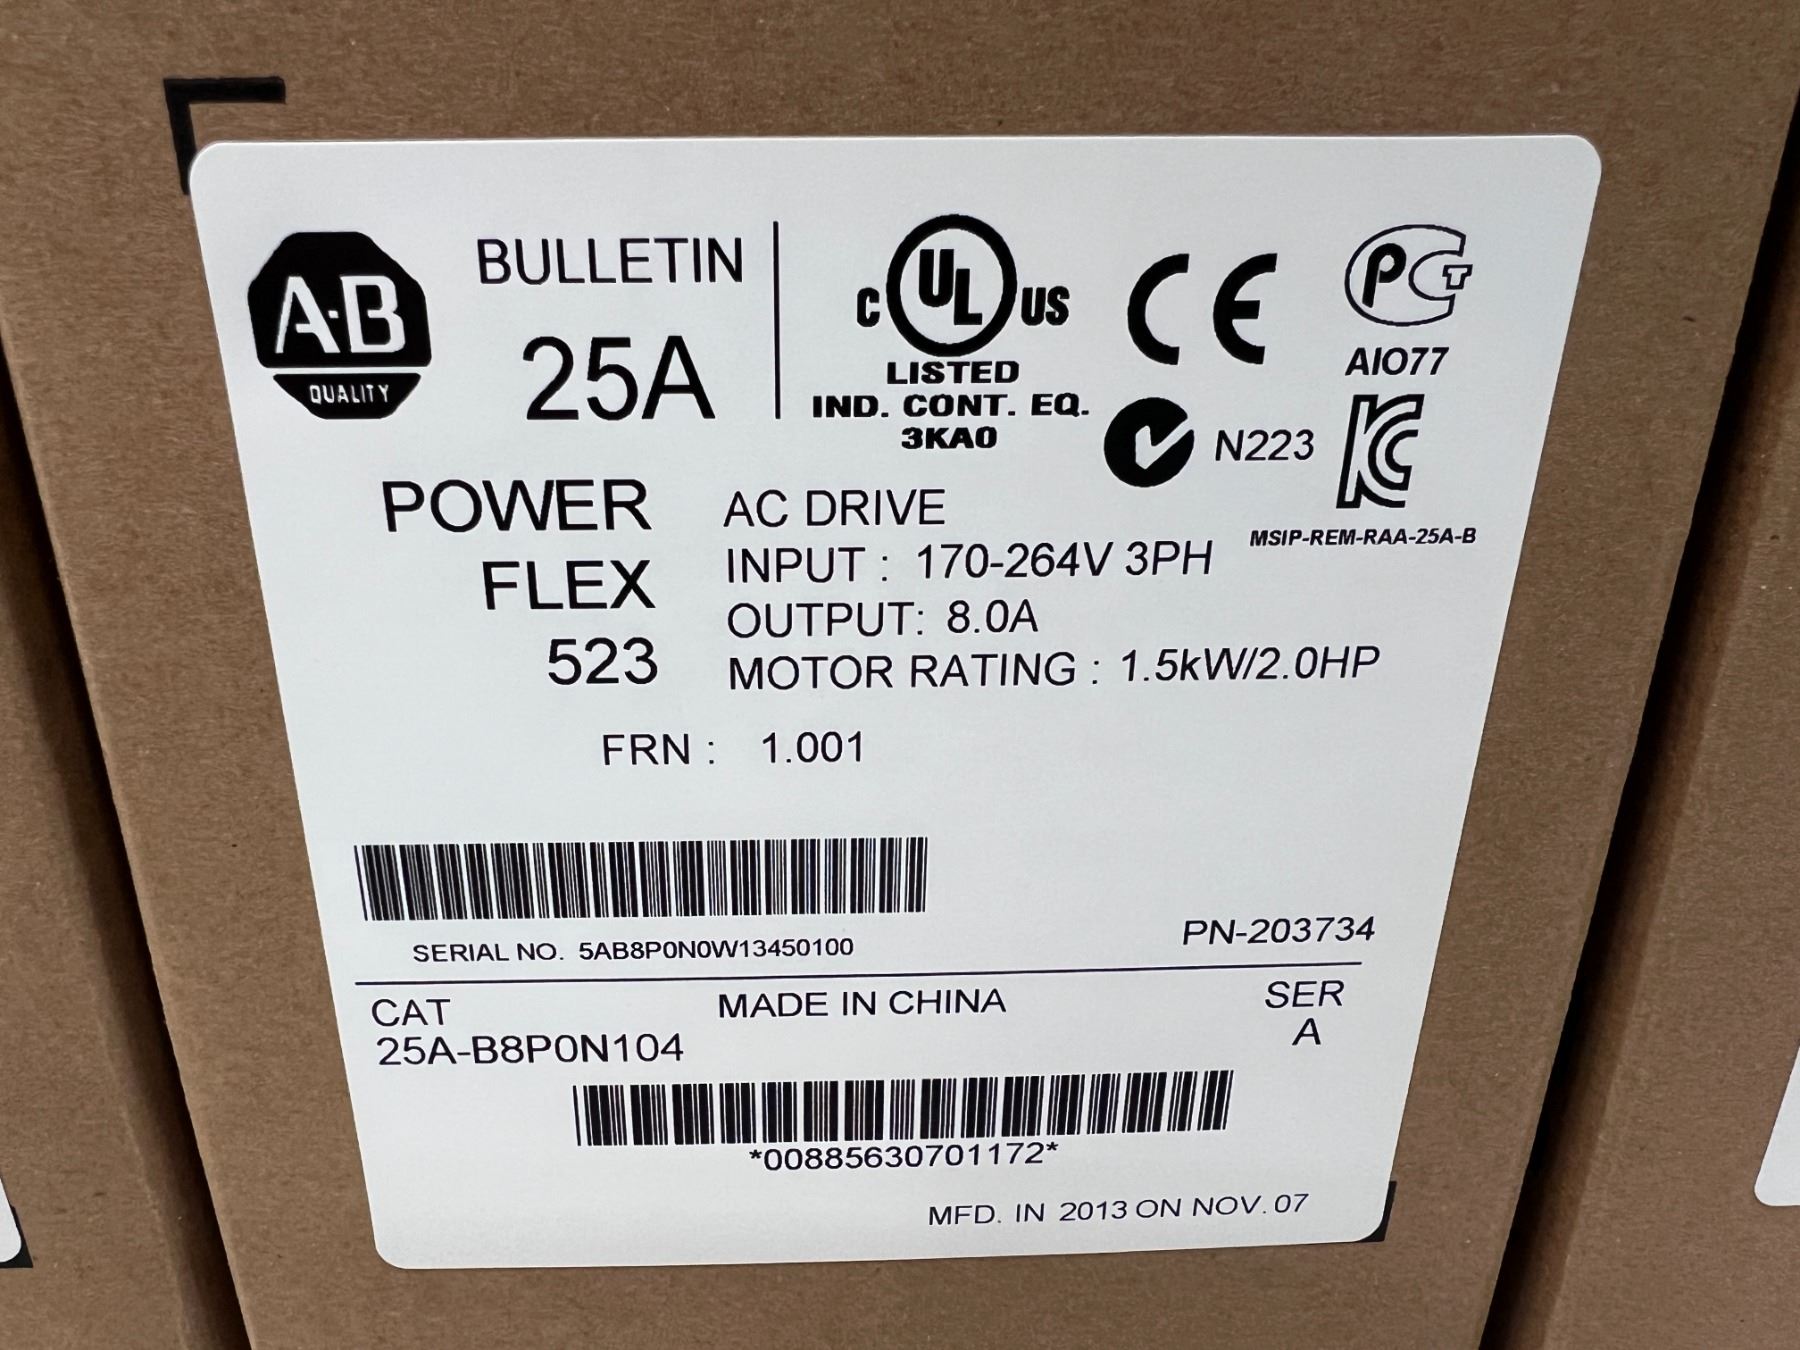 A-B
QUALITY
BULLETIN
25A
C UL US
LISTED
IND. CONT. EQ.
3KA0
CE
PCT
AIO77
N223
KC
MSIP-REM-RAA-25A-B
POWER
FLEX
523
AC DRIVE
INPUT : 170-264V 3PH
OUTPUT: 8.0A
MOTOR RATING : 1.5kW/2.0HP
FRN : 1.001
SERIAL NO. 5AB8P0N0W13450100
PN-203734
CAT
25A-B8P0N104
MADE IN CHINA
SER
A
*00885630701172*
MFD. IN 2013 ON NOV. 07